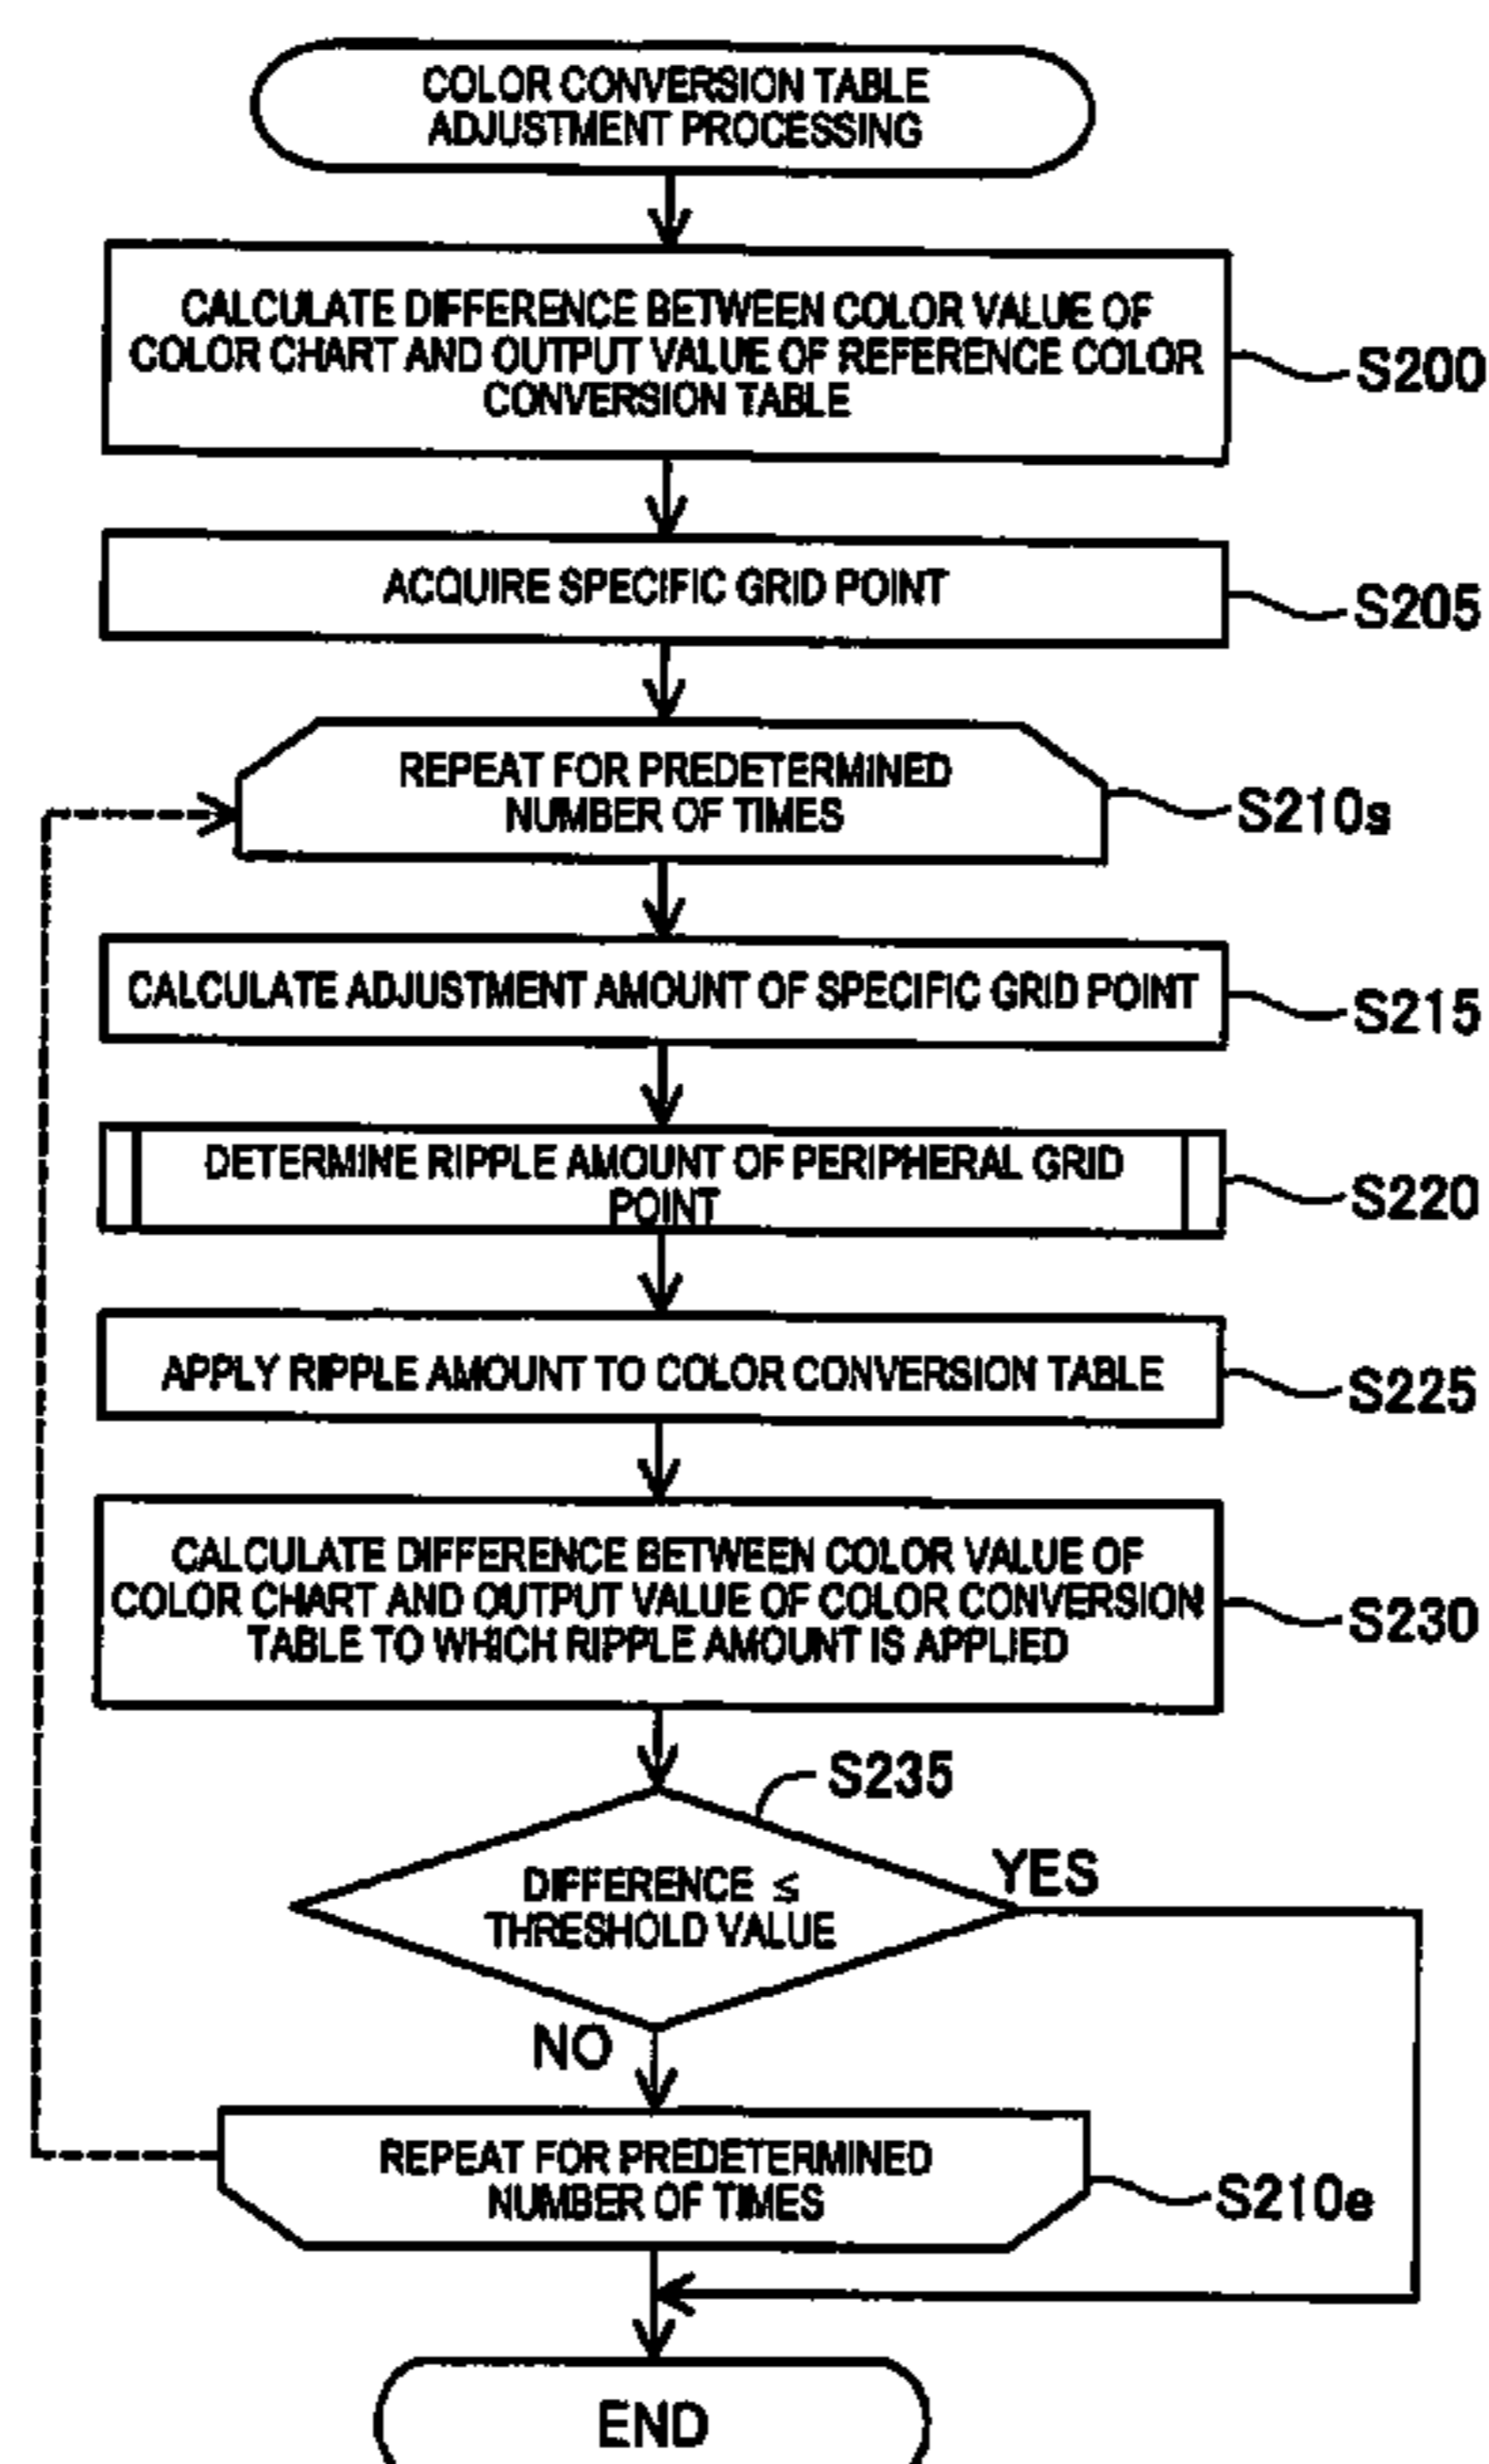 COLOR CONVERSION TABLE
ADJUSTMENT PROCESSING
CALCULATE DIFFERENCE BETWEEN COLOR VALUE OF
COLOR CHART AND OUTPUT VALUE OF REFERENCE COLOR
CONVERSION TABLE
S200
ACQUIRE SPECIFIC GRID POINT
S205
REPEAT FOR PREDETERMINED
NUMBER OF TIMES
S210s
CALCULATE ADJUSTMENT AMOUNT OF SPECIFIC GRID POINT
S215
DETERMINE RIPPLE AMOUNT OF PERIPHERAL GRID
POINT
S220
APPLY RIPPLE AMOUNT TO COLOR CONVERSION TABLE
S225
CALCULATE DIFFERENCE BETWEEN COLOR VALUE OF
COLOR CHART AND OUTPUT VALUE OF COLOR CONVERSION
TABLE TO WHICH RIPPLE AMOUNT IS APPLIED
S230
S235
DIFFERENCE ≤
THRESHOLD VALUE
YES
NO
REPEAT FOR PREDETERMINED
NUMBER OF TIMES
S210e
END